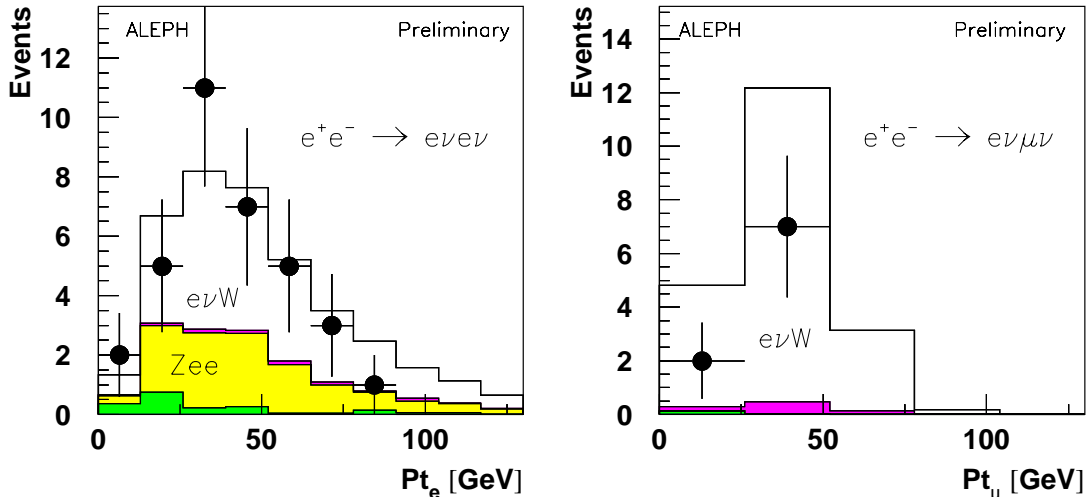 ALEPH Preliminary
Events
12
10
8
6
4
2
0
e⁺e⁻ → eνeν
eνW
Zee
0 50 100
Pt_e [GeV]
ALEPH Preliminary
Events
14
12
10
8
6
4
2
0
e⁺e⁻ → eνμν
eνW
0 50 100
Pt_μ [GeV]